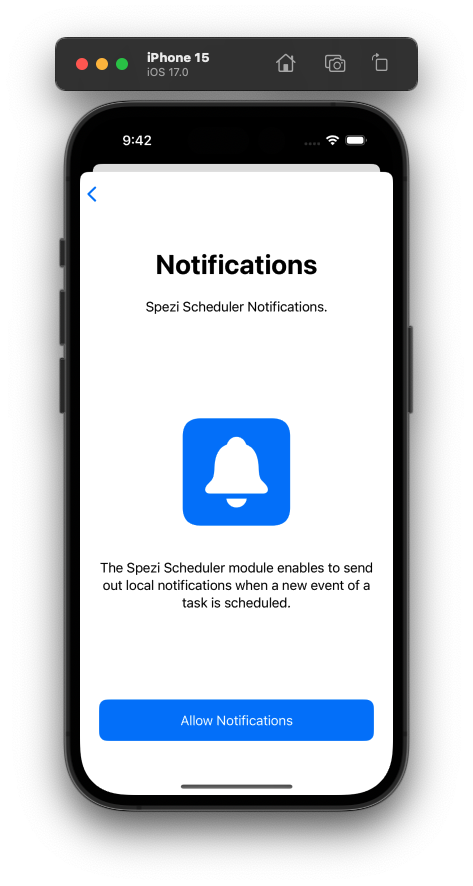 iPhone 15
iOS 17.0
9:42
Notifications
Spezi Scheduler Notifications.
The Spezi Scheduler module enables to send
out local notifications when a new event of a
task is scheduled.
Allow Notifications